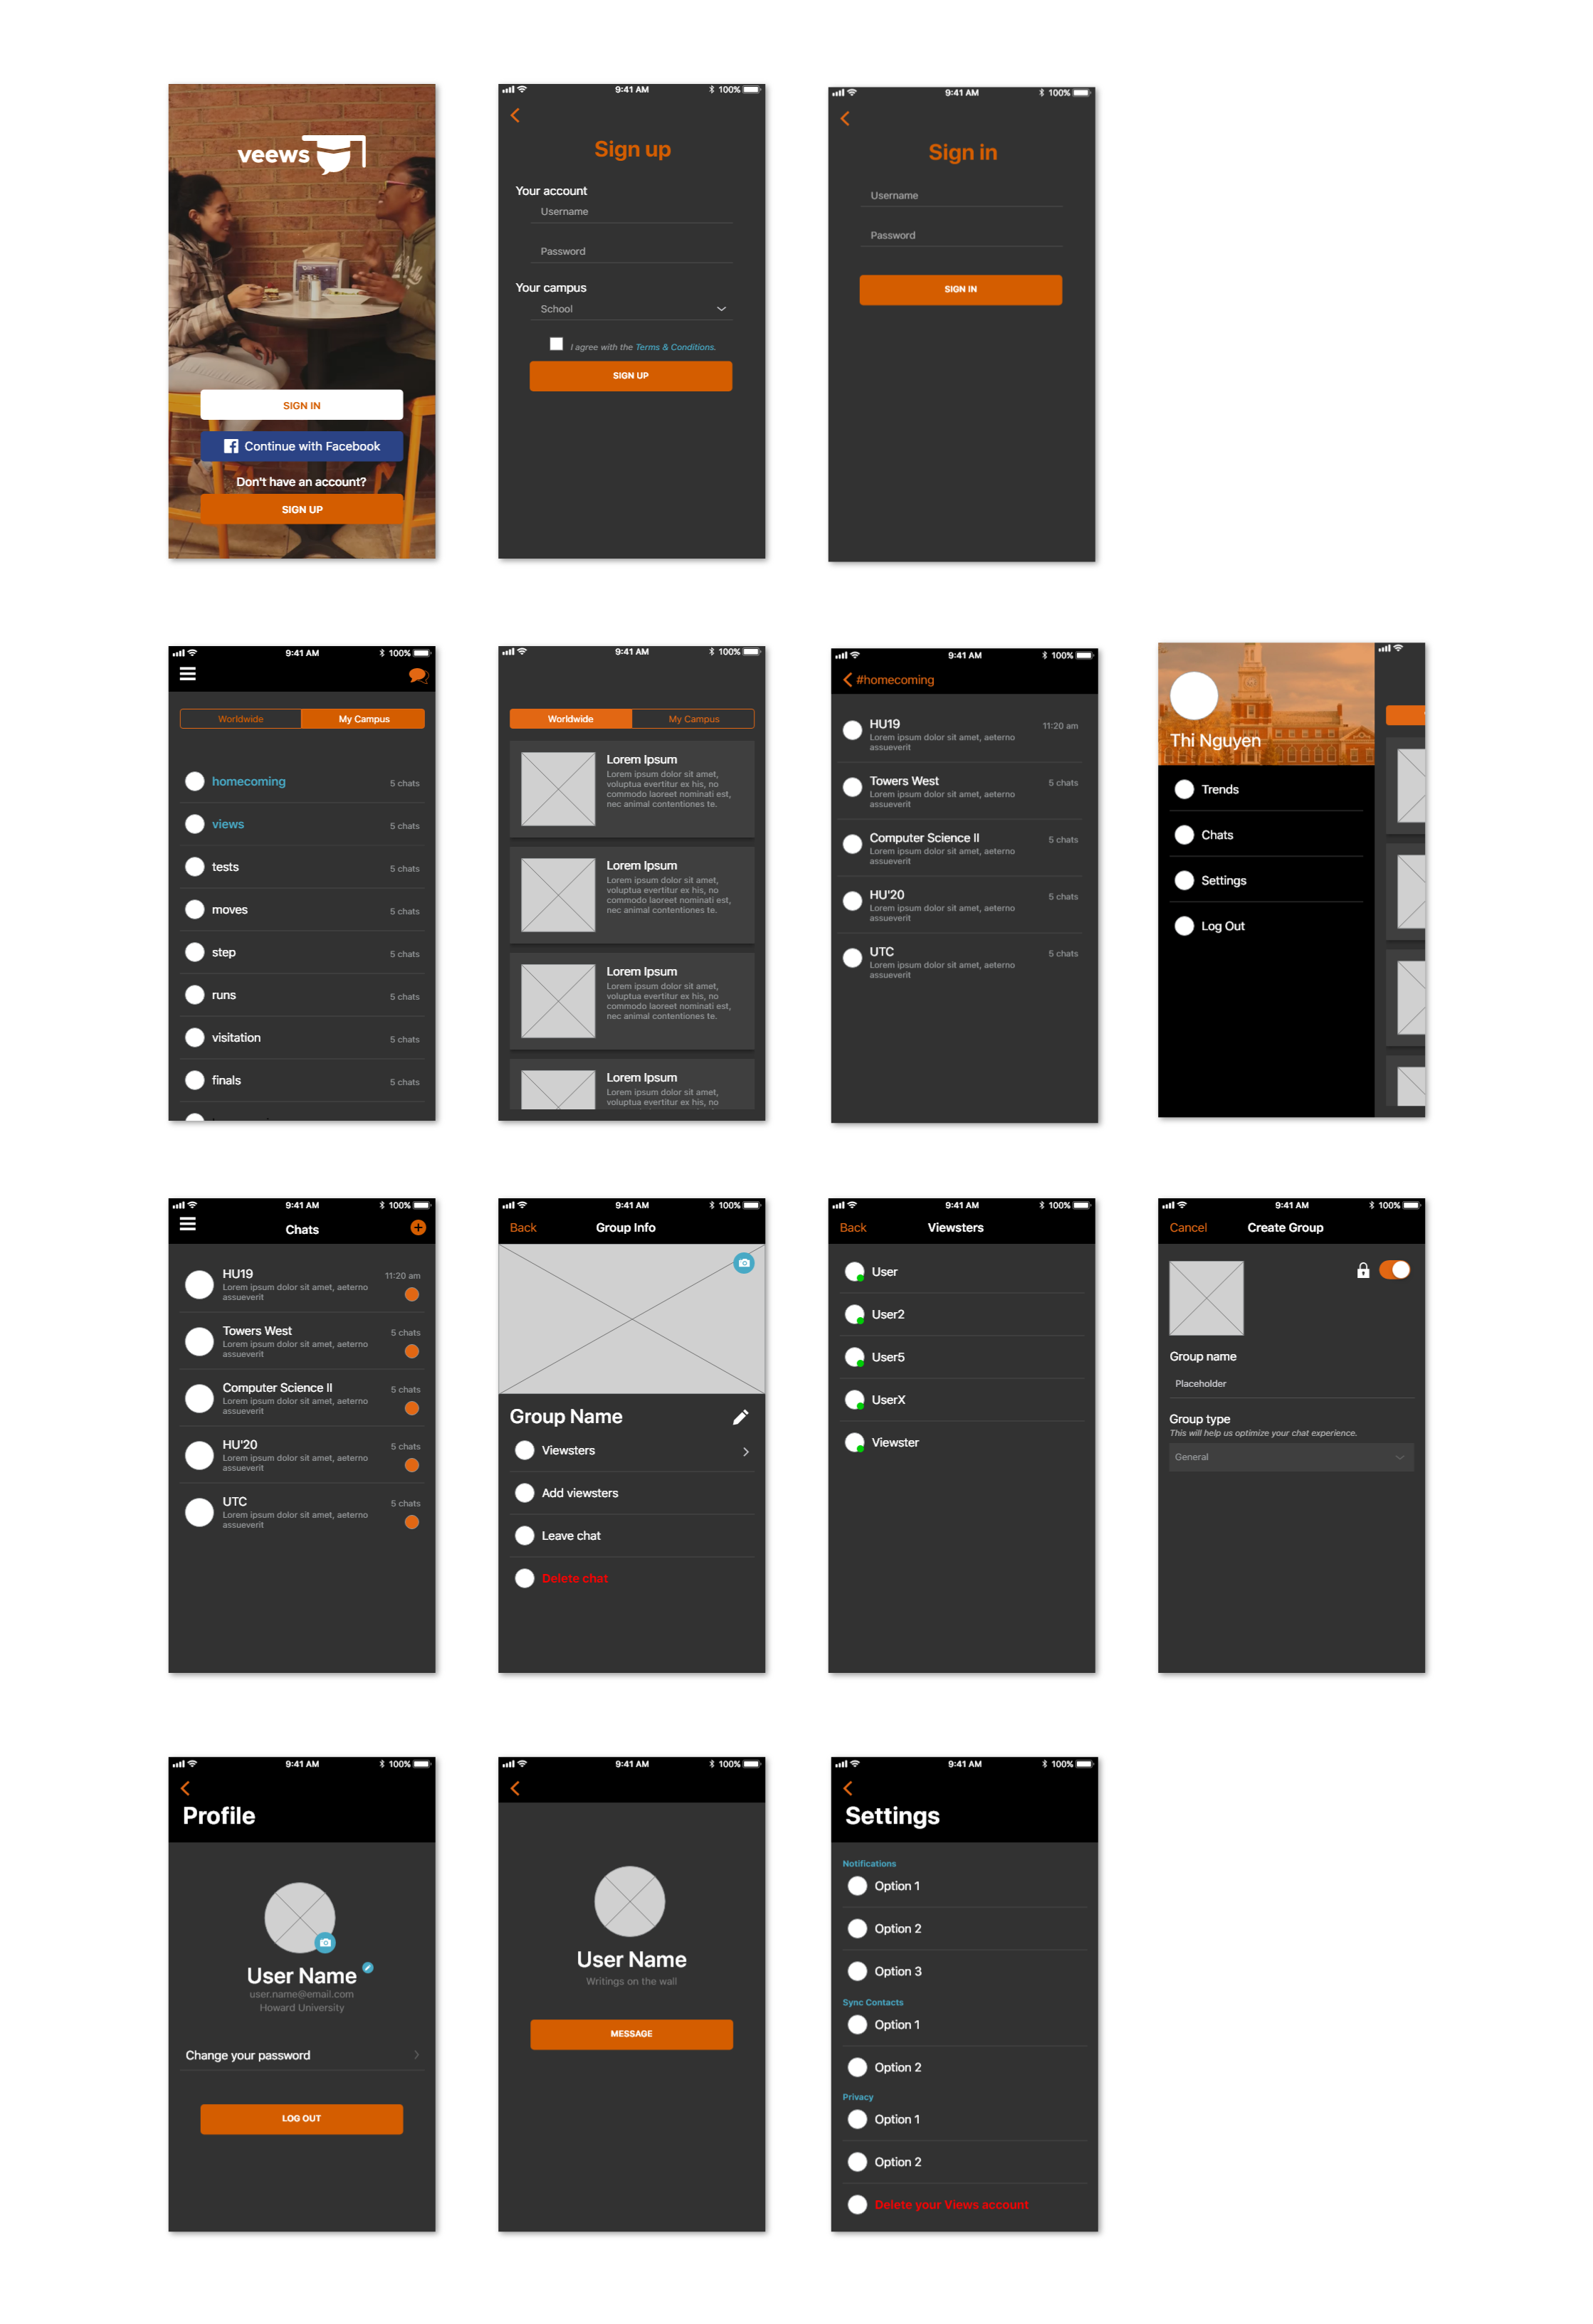 veews
SIGN IN
Continue with Facebook
Don't have an account?
SIGN UP
9:41 AM 100%
Sign up
Your account
Username
Password
Your campus
School
I agree with the Terms & Conditions.
SIGN UP
9:41 AM 100%
Sign in
Username
Password
SIGN IN
9:41 AM 100%
Worldwide My Campus
homecoming 5 chats
views 5 chats
tests 5 chats
moves 5 chats
step 5 chats
runs 5 chats
visitation 5 chats
finals 5 chats
9:41 AM 100%
Worldwide My Campus
Lorem Ipsum
Lorem ipsum dolor sit amet,
voluptua evertitur ex his, no
commodo laoreet nominati est,
nec animal contentiones te.
Lorem Ipsum
Lorem ipsum dolor sit amet,
voluptua evertitur ex his, no
commodo laoreet nominati est,
nec animal contentiones te.
Lorem Ipsum
Lorem ipsum dolor sit amet,
voluptua evertitur ex his, no
commodo laoreet nominati est,
nec animal contentiones te.
Lorem Ipsum
Lorem ipsum dolor sit amet,
voluptua evertitur ex his, no
9:41 AM 100%
#homecoming
HU19 11:20 am
Lorem ipsum dolor sit amet, aeterno
assueverit
Towers West 5 chats
Lorem ipsum dolor sit amet, aeterno
assueverit
Computer Science II 5 chats
Lorem ipsum dolor sit amet, aeterno
assueverit
HU'20 5 chats
Lorem ipsum dolor sit amet, aeterno
assueverit
UTC 5 chats
Lorem ipsum dolor sit amet, aeterno
assueverit
Thi Nguyen
Trends
Chats
Settings
Log Out
9:41 AM 100%
Chats
HU19 11:20 am
Lorem ipsum dolor sit amet, aeterno
assueverit
Towers West 5 chats
Lorem ipsum dolor sit amet, aeterno
assueverit
Computer Science II 5 chats
Lorem ipsum dolor sit amet, aeterno
assueverit
HU'20 5 chats
Lorem ipsum dolor sit amet, aeterno
assueverit
UTC 5 chats
Lorem ipsum dolor sit amet, aeterno
assueverit
9:41 AM 100%
Back Group Info
Group Name
Viewsters
Add viewsters
Leave chat
Delete chat
9:41 AM 100%
Back Viewsters
User
User2
User5
UserX
Viewster
9:41 AM 100%
Cancel Create Group
Group name
Placeholder
Group type
This will help us optimize your chat experience.
General
9:41 AM 100%
Profile
User Name
user.name@email.com
Howard University
Change your password
LOG OUT
9:41 AM 100%
User Name
Writings on the wall
MESSAGE
9:41 AM 100%
Settings
Notifications
Option 1
Option 2
Option 3
Sync Contacts
Option 1
Option 2
Privacy
Option 1
Option 2
Delete your Views account